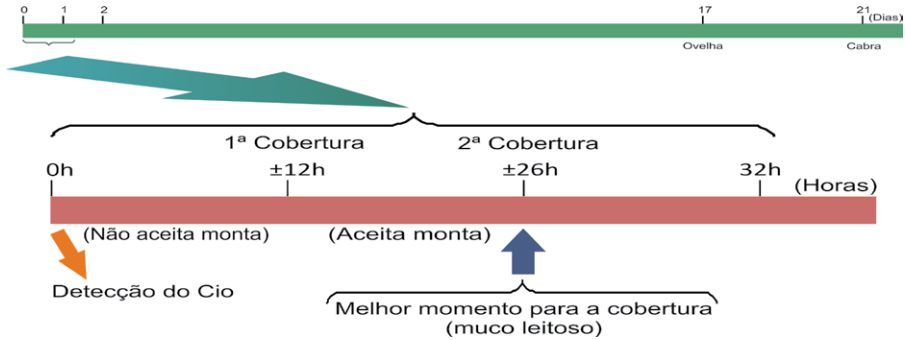 0 1 2 17 21 (Dias)
Ovelha Cabra
1ª Cobertura 2ª Cobertura
0h ±12h ±26h 32h (Horas)
(Não aceita monta) (Aceita monta)
Detecção do Cio
Melhor momento para a cobertura
(muco leitoso)